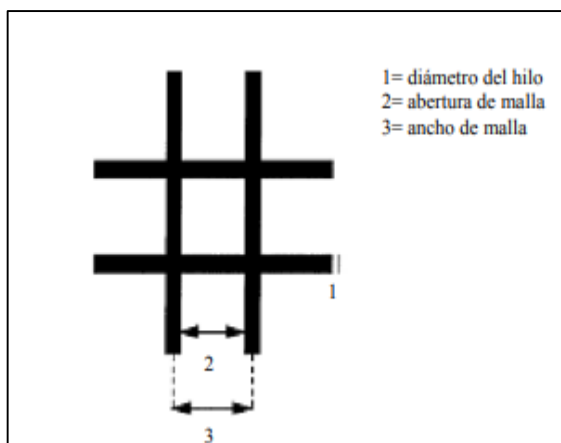 1= diámetro del hilo
2= abertura de malla
3= ancho de malla
1
2
3